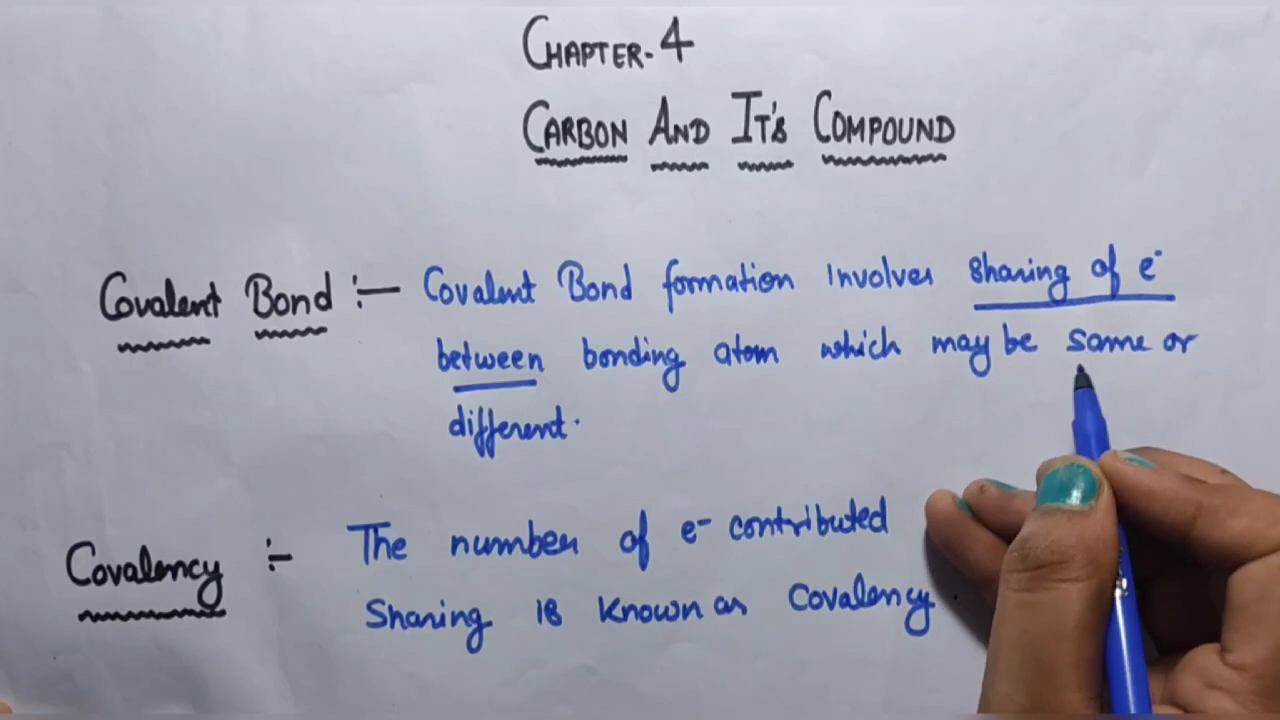 CHAPTER-4
CARBON AND IT'S COMPOUND
Covalent Bond :— Covalent Bond formation involves sharing of e⁻
between bonding atom which may be same or
different.
Covalency :- The number of e⁻ contributed
Sharing is known as Covalency